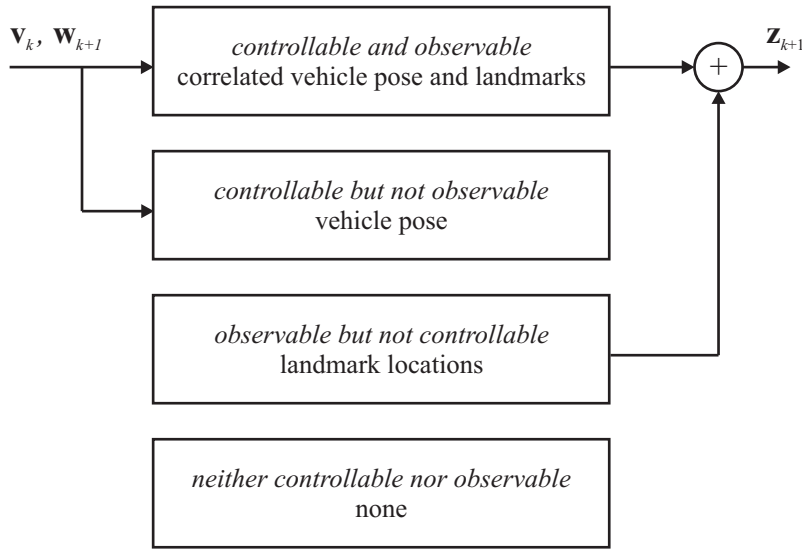 v_k, w_{k+1}
controllable and observable
correlated vehicle pose and landmarks
+
z_{k+1}
controllable but not observable
vehicle pose
observable but not controllable
landmark locations
neither controllable nor observable
none